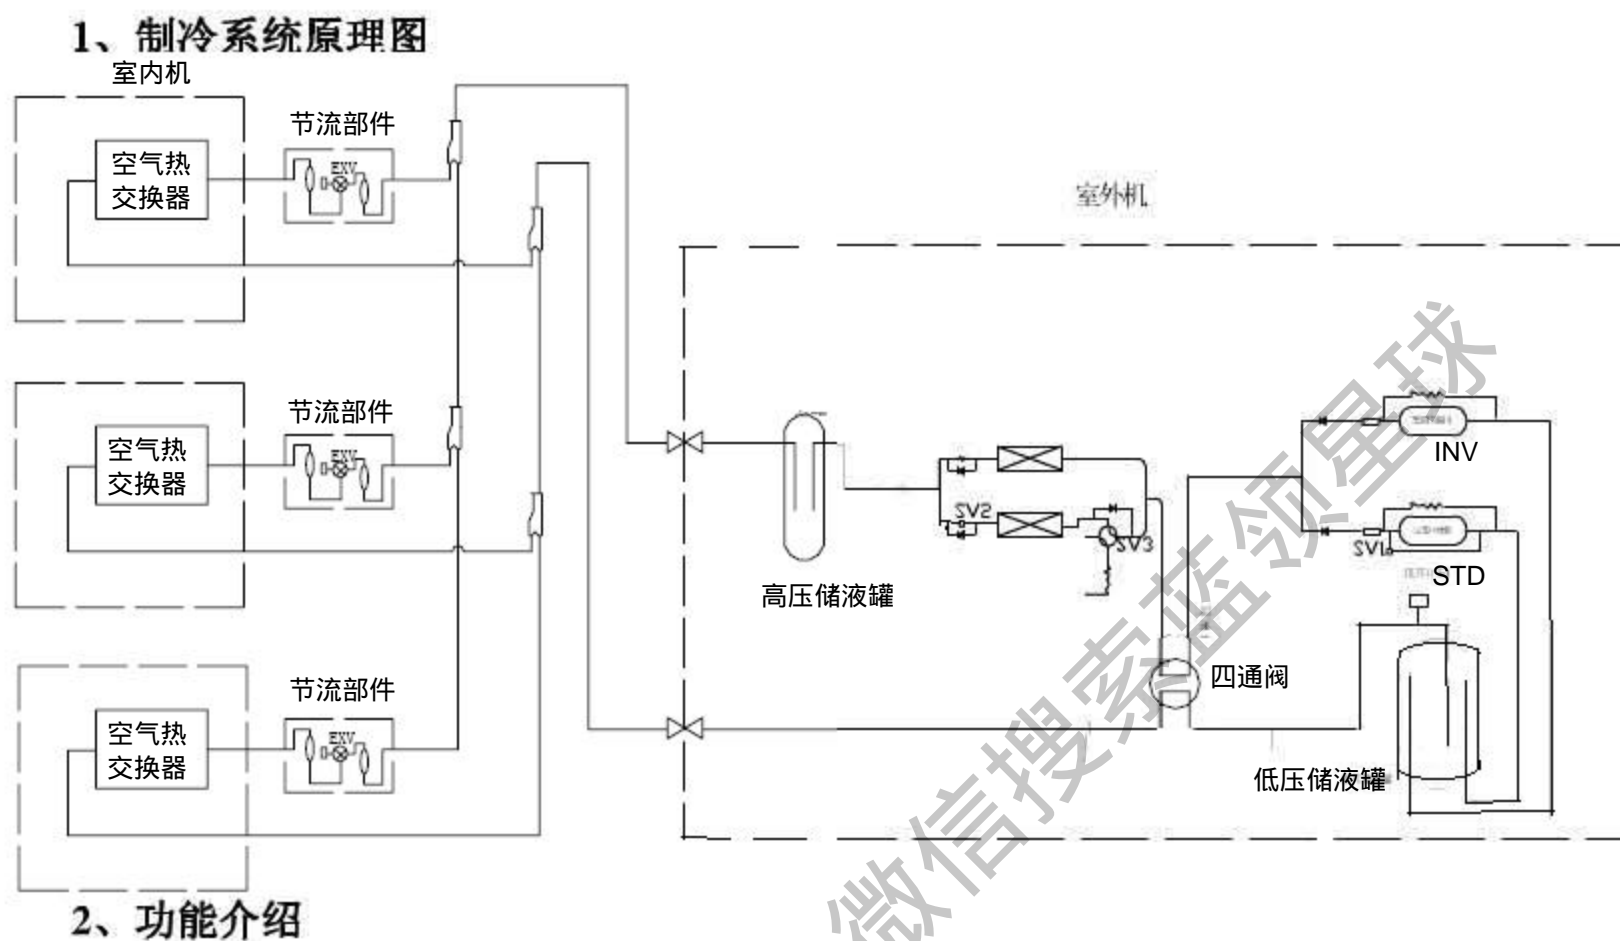 1、制冷系统原理图
室内机
节流部件
空气热
交换器
EXV
室外机
节流部件
空气热
交换器
EXV
INV
SV2
SV3
SV1a
STD
高压储液罐
四通阀
节流部件
空气热
交换器
EXV
低压储液罐
2、功能介绍
微信搜索蓝领星球